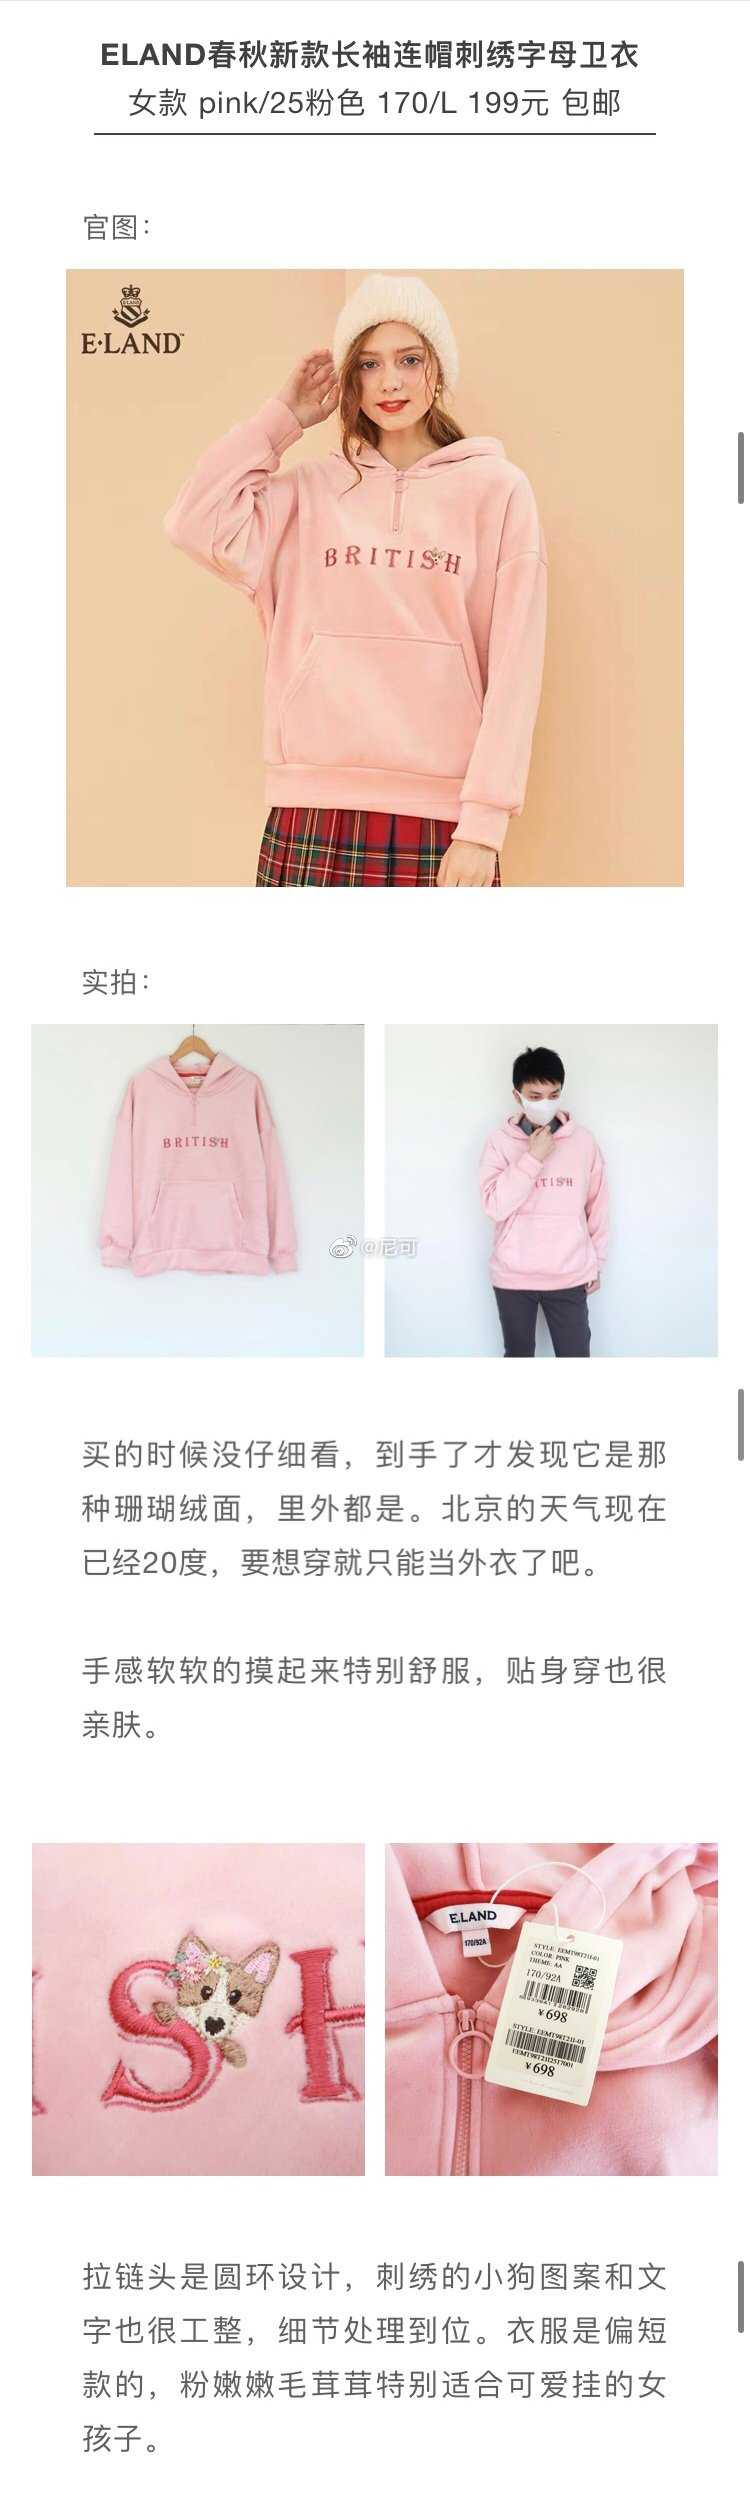 ELAND春秋新款长袖连帽刺绣字母卫衣
女款 pink/25粉色 170/L 199元 包邮
官图：
E·LAND™
BRITISH
实拍：
BRITISH
ITISH
@尼可
买的时候没仔细看，到手了才发现它是那
种珊瑚绒面，里外都是。北京的天气现在
已经20度，要想穿就只能当外衣了吧。
手感软软的摸起来特别舒服，贴身穿也很
亲肤。
SH
E.LAND
170/92A
STYLE: EEMT98T21I-01
COLOR: PINK
THEME: AA
170/92A
￥698
STYLE: EEMT98T21I-01
EEMT98T21I2517001
￥698
拉链头是圆环设计，刺绣的小狗图案和文
字也很工整，细节处理到位。衣服是偏短
款的，粉嫩嫩毛茸茸特别适合可爱挂的女
孩子。